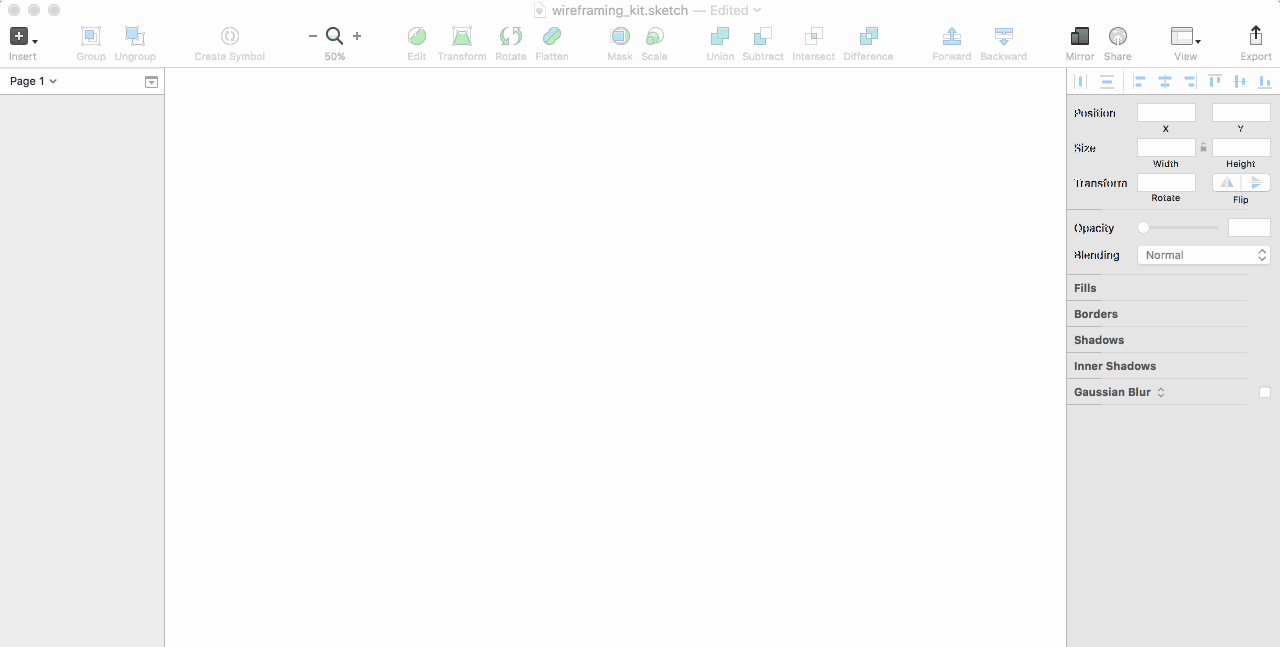 wireframing_kit.sketch — Edited
Insert Group Ungroup Create Symbol 50% Edit Transform Rotate Flatten Mask Scale Union Subtract Intersect Difference Forward Backward Mirror Share View Export
Page 1
Position
X Y
Size
Width Height
Transform
Rotate Flip
Opacity
Blending Normal
Fills
Borders
Shadows
Inner Shadows
Gaussian Blur